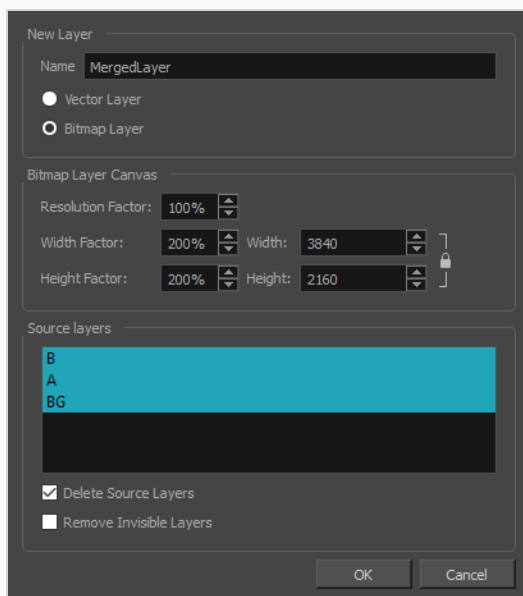 New Layer
Name MergedLayer
Vector Layer
Bitmap Layer
Bitmap Layer Canvas
Resolution Factor: 100%
Width Factor: 200% Width: 3840
Height Factor: 200% Height: 2160
Source layers
B
A
BG
Delete Source Layers
Remove Invisible Layers
OK Cancel